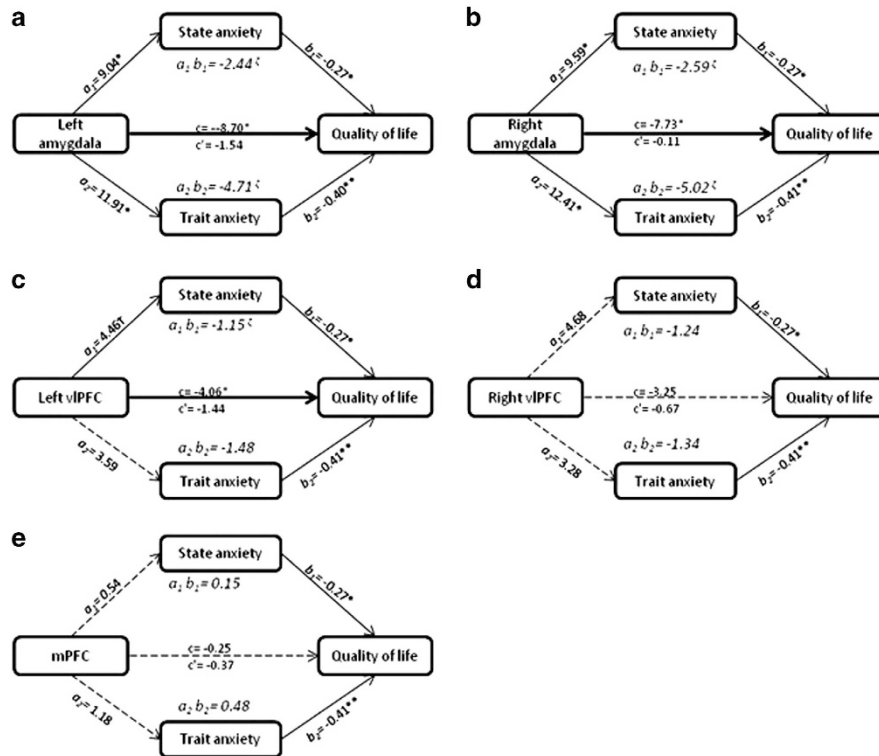 a
State anxiety
a₁=9.04*
a₁ b₁= -2.44ξ
b₁=-0.27*
Left
amygdala
c= --8.70*
c'= -1.54
Quality of life
a₂=11.91*
a₂ b₂= -4.71ξ
b₂=-0.40**
Trait anxiety
b
State anxiety
a₁=9.59*
a₁ b₁= -2.59ξ
b₁=-0.27*
Right
amygdala
c= -7.73*
c'= -0.11
Quality of life
a₂=12.41*
a₂ b₂= -5.02ξ
b₂=-0.41**
Trait anxiety
c
State anxiety
a₁=4.46†
a₁ b₁= -1.15ξ
b₁=-0.27*
Left vlPFC
c= -4.06*
c'= -1.44
Quality of life
a₂=3.59
a₂ b₂= -1.48
b₂=-0.41**
Trait anxiety
d
State anxiety
a₁=4.68
a₁ b₁= -1.24
b₁=-0.27*
Right vlPFC
c= -3.25
c'= -0.67
Quality of life
a₂=3.28
a₂ b₂= -1.34
b₂=-0.41**
Trait anxiety
e
State anxiety
a₁=0.54
a₁ b₁= 0.15
b₁=-0.27*
mPFC
c= -0.25
c'= -0.37
Quality of life
a₂=1.18
a₂ b₂= 0.48
b₂=-0.41**
Trait anxiety